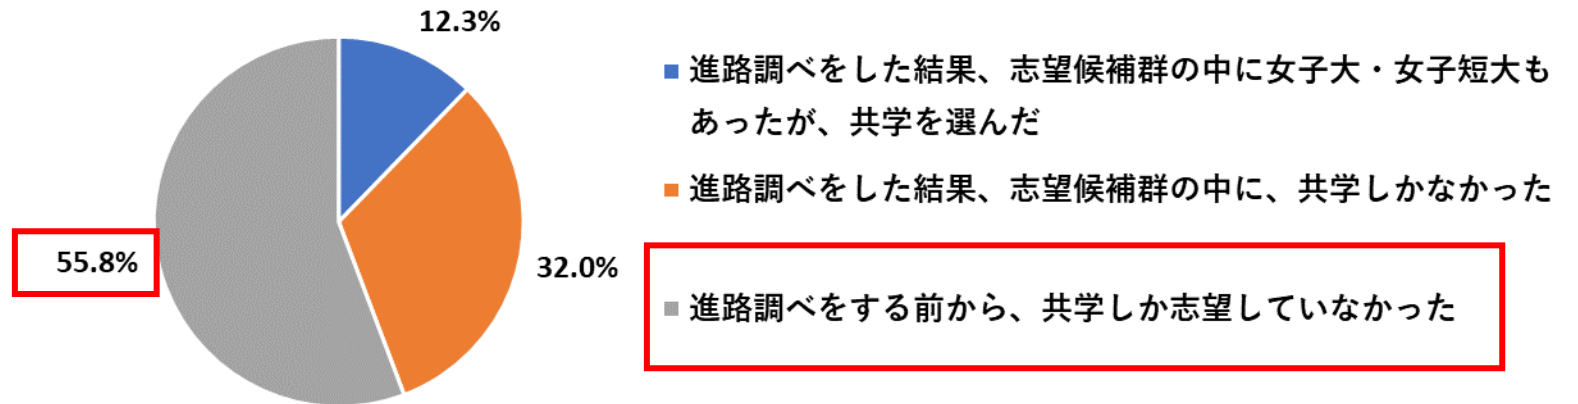 12.3%
進路調べをした結果、志望候補群の中に女子大・女子短大も
あったが、共学を選んだ
進路調べをした結果、志望候補群の中に、共学しかなかった
55.8%
32.0%
進路調べをする前から、共学しか志望していなかった